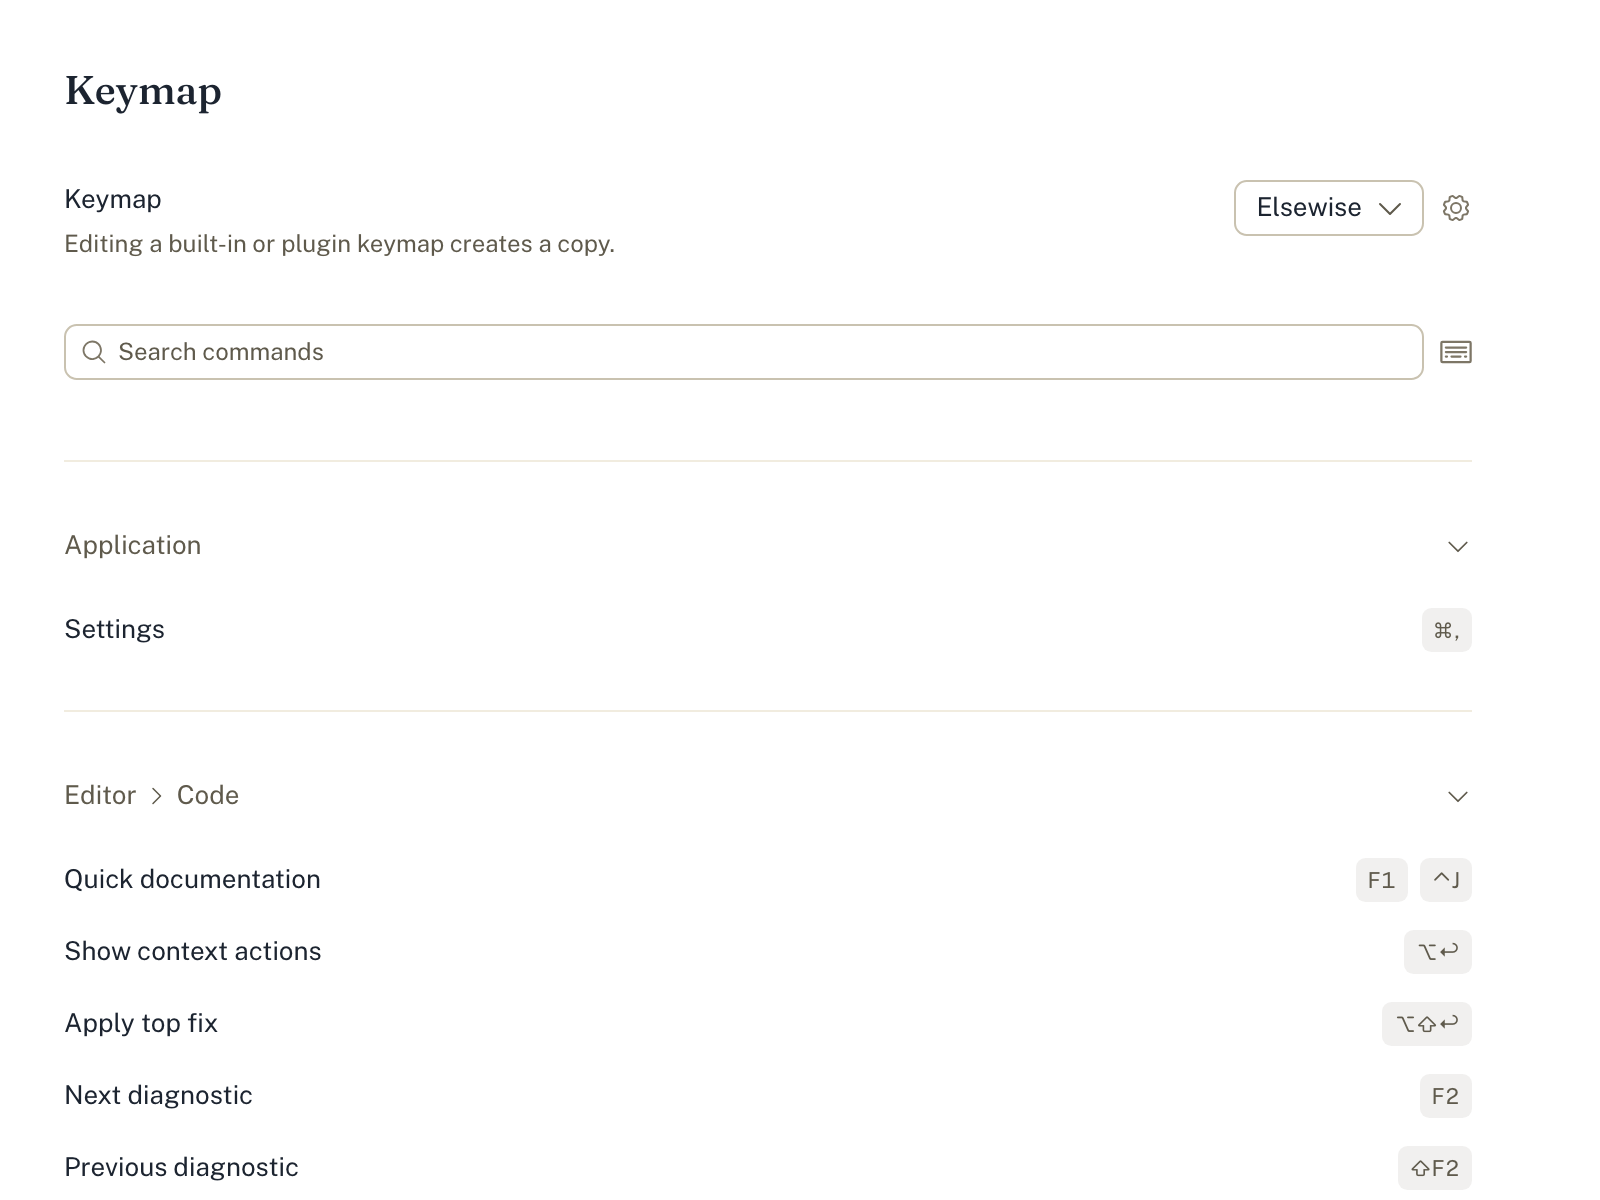 Keymap
Keymap
Elsewise
Editing a built-in or plugin keymap creates a copy.
Search commands
Application
Settings
⌘,
Editor > Code
Quick documentation
F1 ^J
Show context actions
⌥↩
Apply top fix
⌥⇧↩
Next diagnostic
F2
Previous diagnostic
⇧F2